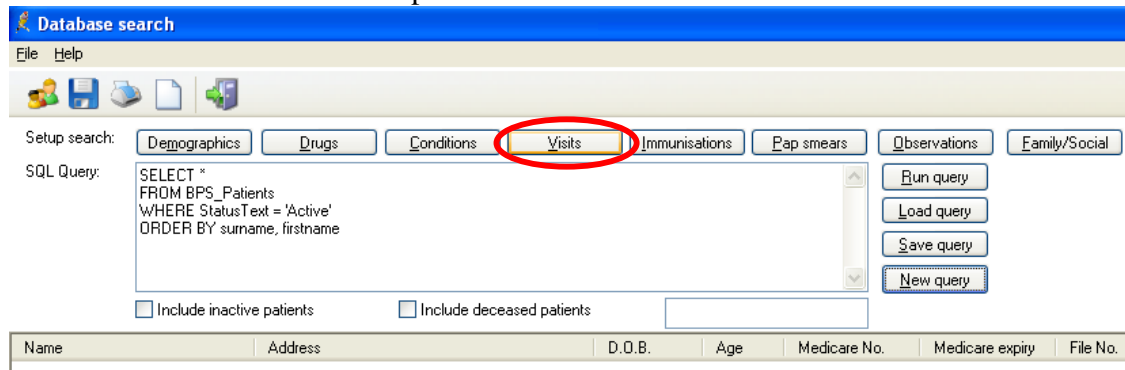 Database search
File Help
Setup search: Demographics Drugs Conditions Visits Immunisations Pap smears Observations Family/Social
SQL Query: SELECT * Run query
FROM BPS_Patients
WHERE StatusText = 'Active' Load query
ORDER BY surname, firstname
Save query
New query
Include inactive patients Include deceased patients
Name Address D.O.B. Age Medicare No. Medicare expiry File No.